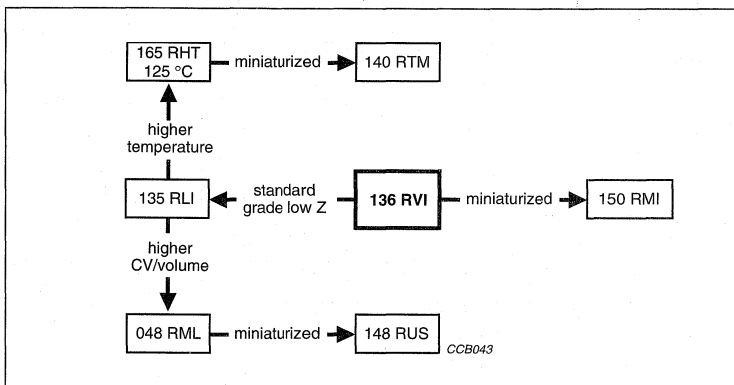 165 RHT
125 °C
miniaturized
140 RTM
higher
temperature
135 RLI
standard
grade low Z
136 RVI
miniaturized
150 RMI
higher
CV/volume
048 RML
miniaturized
148 RUS
CCB043